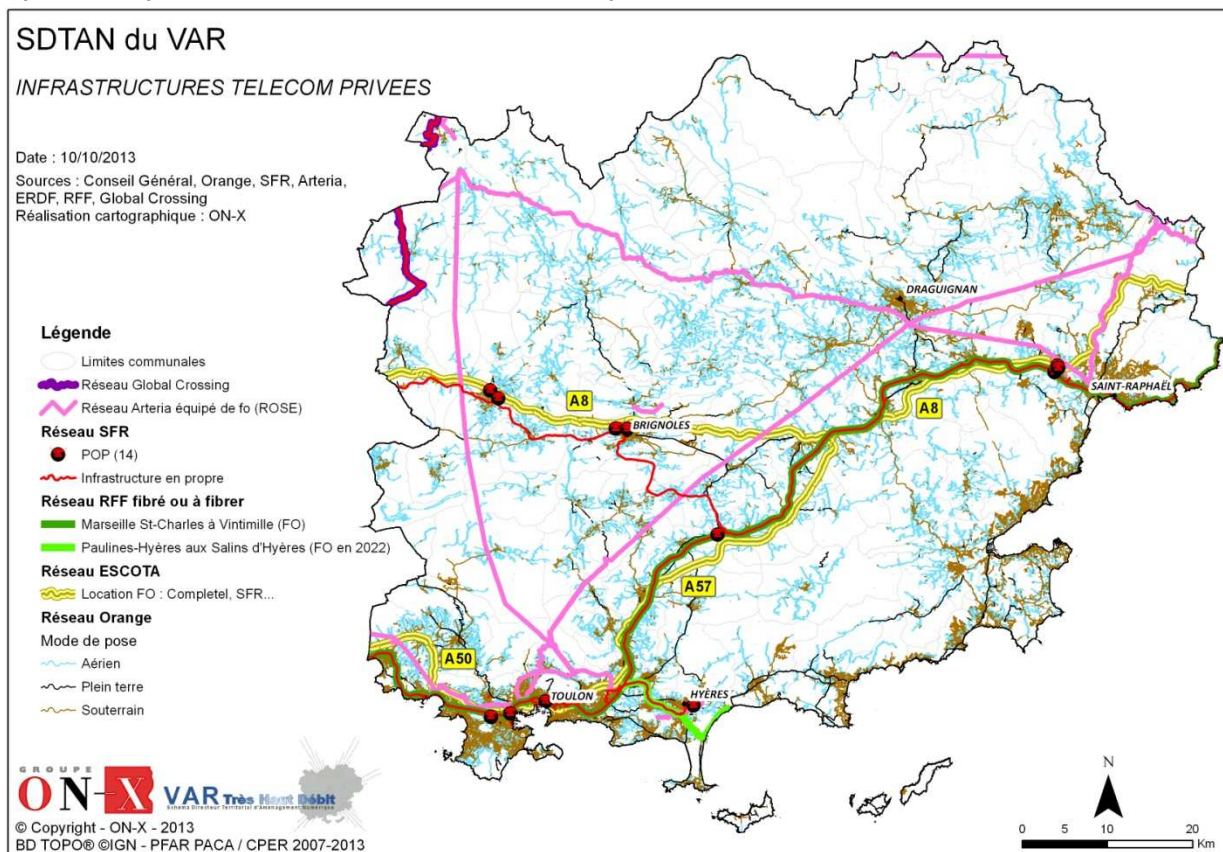 SDTAN du VAR
INFRASTRUCTURES TELECOM PRIVEES
Date : 10/10/2013
Sources : Conseil Général, Orange, SFR, Arteria,
ERDF, RFF, Global Crossing
Réalisation cartographique : ON-X
Légende
Limites communales
Réseau Global Crossing
Réseau Arteria équipé de fo (ROSE)
Réseau SFR
POP (14)
Infrastructure en propre
Réseau RFF fibré ou à fibrer
Marseille St-Charles à Vintimille (FO)
Paulines-Hyères aux Salins d'Hyères (FO en 2022)
Réseau ESCOTA
Location FO : Completel, SFR...
Réseau Orange
Mode de pose
Aérien
Plein terre
Souterrain
DRAGUIGNAN
SAINT-RAPHAËL
A8
BRIGNOLES
A8
A57
A50
TOULON
HYÈRES
GROUPE
ON-X
VAR Très Haut Débit
Schéma Directeur Territorial d'Aménagement Numérique
© Copyright - ON-X - 2013
BD TOPO® ©IGN - PFAR PACA / CPER 2007-2013
N
0 5 10 20
Km